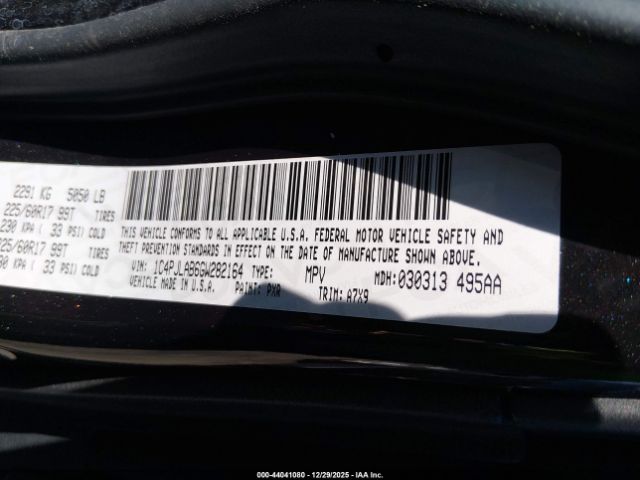 2291 KG 5050 LB
225/60R17 99T TIRES
230 KPA ( 33 PSI) COLD
225/60R17 99T TIRES
230 KPA ( 33 PSI) COLD
THIS VEHICLE CONFORMS TO ALL APPLICABLE U.S.A. FEDERAL MOTOR VEHICLE SAFETY AND
THEFT PREVENTION STANDARDS IN EFFECT ON THE DATE OF MANUFACTURE SHOWN ABOVE.
VIN: 1C4PJLAB6GW282164 TYPE: MPV MDH:030313 495AA
VEHICLE MADE IN U.S.A. PAINT: PXR TRIM: A7X9
000-44041080 - 12/29/2025 - IAA Inc.